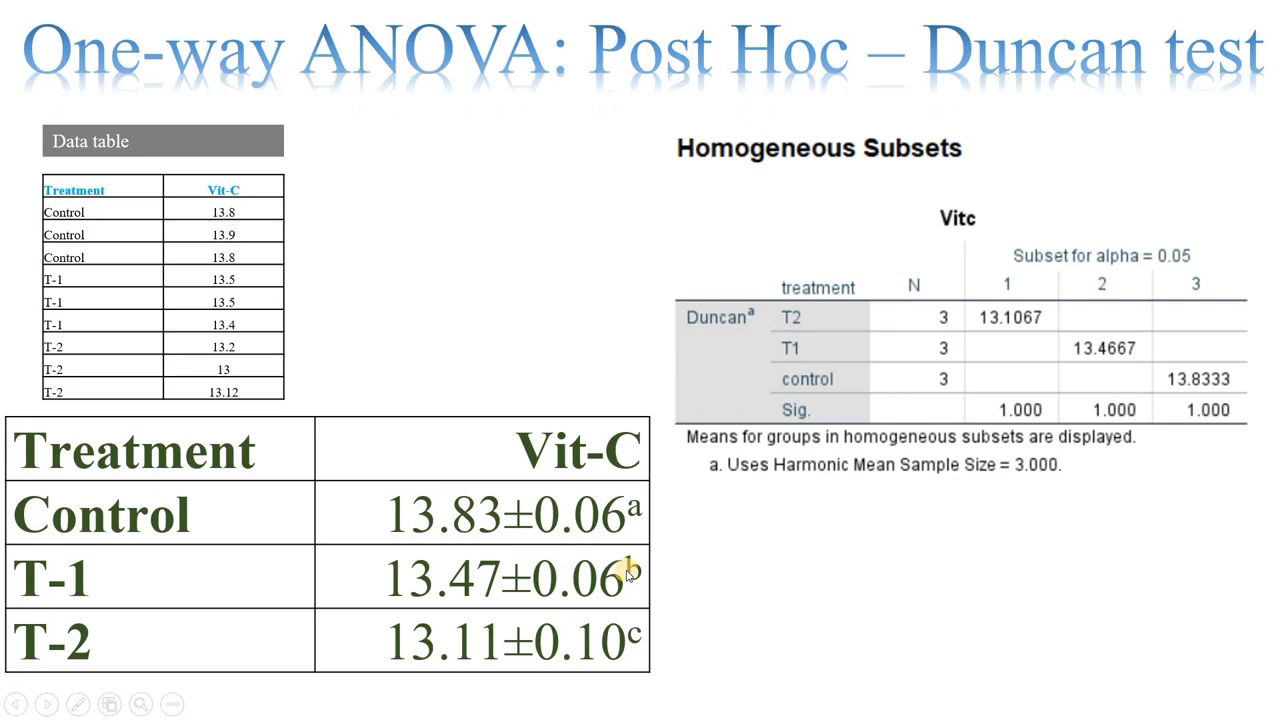 One-way ANOVA: Post Hoc – Duncan test
Data table
Treatment Vit-C
Control 13.8
Control 13.9
Control 13.8
T-1 13.5
T-1 13.5
T-1 13.4
T-2 13.2
T-2 13
T-2 13.12
Treatment Vit-C
Control 13.83±0.06a
T-1 13.47±0.06b
T-2 13.11±0.10c
Homogeneous Subsets
Vitc
Subset for alpha = 0.05
treatment N 1 2 3
Duncana T2 3 13.1067
T1 3 13.4667
control 3 13.8333
Sig. 1.000 1.000 1.000
Means for groups in homogeneous subsets are displayed.
a. Uses Harmonic Mean Sample Size = 3.000.